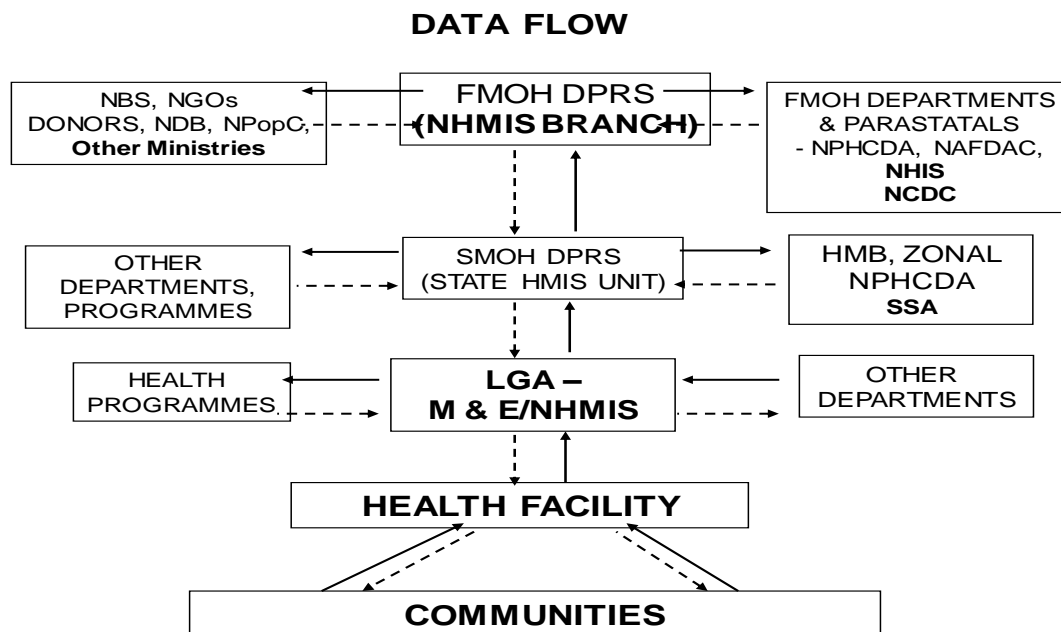 DATA FLOW
NBS, NGOs
DONORS, NDB, NPopC,
Other Ministries
FMOH DPRS
(NHMIS BRANCH)
FMOH DEPARTMENTS
& PARASTATALS
- NPHCDA, NAFDAC,
NHIS
NCDC
OTHER
DEPARTMENTS,
PROGRAMMES
SMOH DPRS
(STATE HMIS UNIT)
HMB, ZONAL
NPHCDA
SSA
HEALTH
PROGRAMMES
LGA –
M & E/NHMIS
OTHER
DEPARTMENTS
HEALTH FACILITY
COMMUNITIES